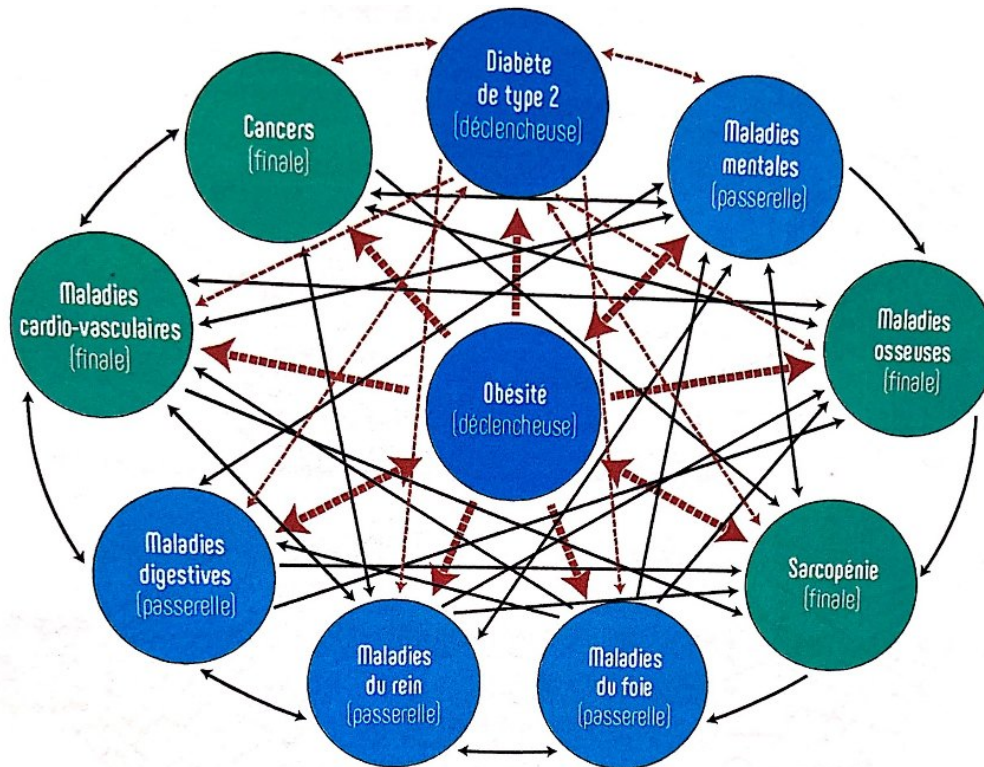 Diabète
de type 2
(déclencheuse)
Cancers
(finale)
Maladies
mentales
(passerelle)
Maladies
cardio-vasculaires
(finale)
Maladies
osseuses
(finale)
Obésité
(déclencheuse)
Maladies
digestives
(passerelle)
Sarcopénie
(finale)
Maladies
du rein
(passerelle)
Maladies
du foie
(passerelle)